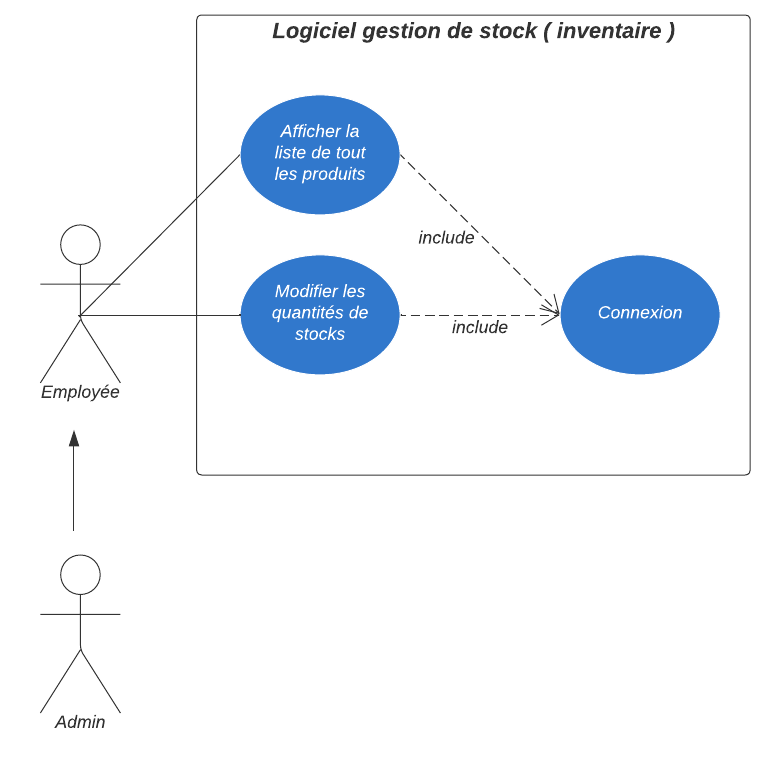 Logiciel gestion de stock ( inventaire )
Afficher la
liste de tout
les produits
include
Modifier les
quantités de
stocks
include
Connexion
Employée
Admin